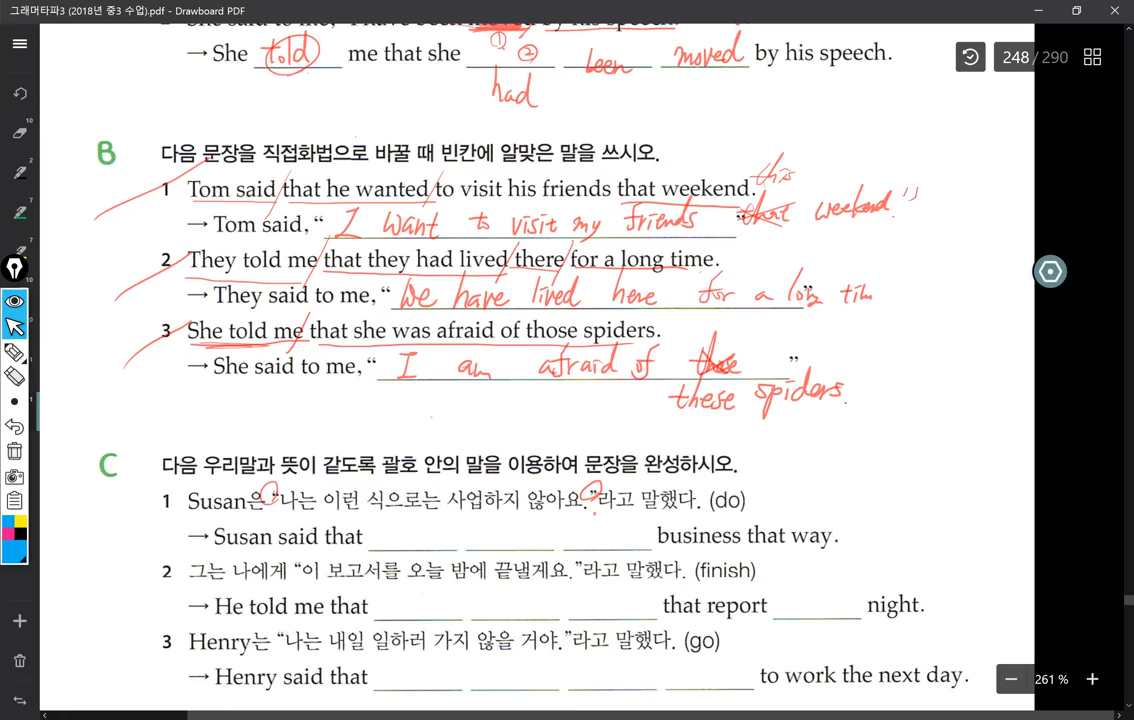 그래머타파3 (2018년 중3 수업).pdf - Drawboard PDF
248 / 290
→ She told me that she had been moved by his speech.
① ②
B 다음 문장을 직접화법으로 바꿀 때 빈칸에 알맞은 말을 쓰시오.
1 Tom said that he wanted to visit his friends that weekend.
this
→ Tom said, “ I want to visit my friends ” that weekend."
2 They told me that they had lived there for a long time.
→ They said to me, “ We have lived here for a long tim ”
3 She told me that she was afraid of those spiders.
→ She said to me, “ I am afraid of ”
these spiders.
C 다음 우리말과 뜻이 같도록 괄호 안의 말을 이용하여 문장을 완성하시오.
1 Susan은 “나는 이런 식으로는 사업하지 않아요.”라고 말했다. (do)
→ Susan said that business that way.
2 그는 나에게 “이 보고서를 오늘 밤에 끝낼게요.”라고 말했다. (finish)
→ He told me that that report night.
3 Henry는 “나는 내일 일하러 가지 않을 거야.”라고 말했다. (go)
→ Henry said that to work the next day.
261 %